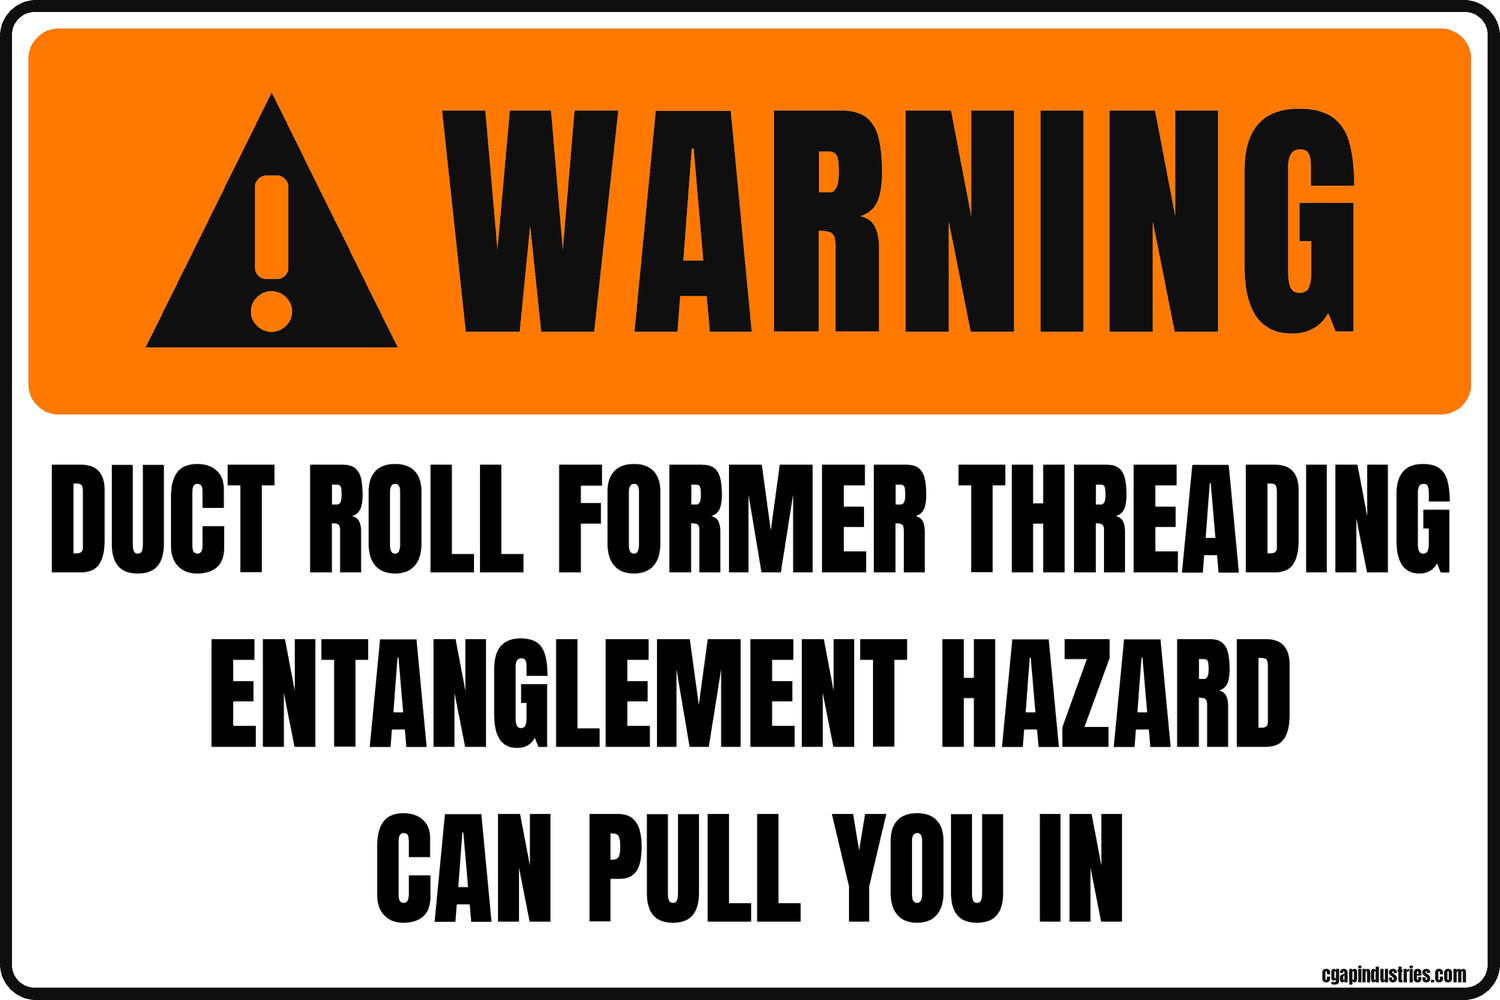 WARNING
DUCT ROLL FORMER THREADING
ENTANGLEMENT HAZARD
CAN PULL YOU IN
cgapindustries.com